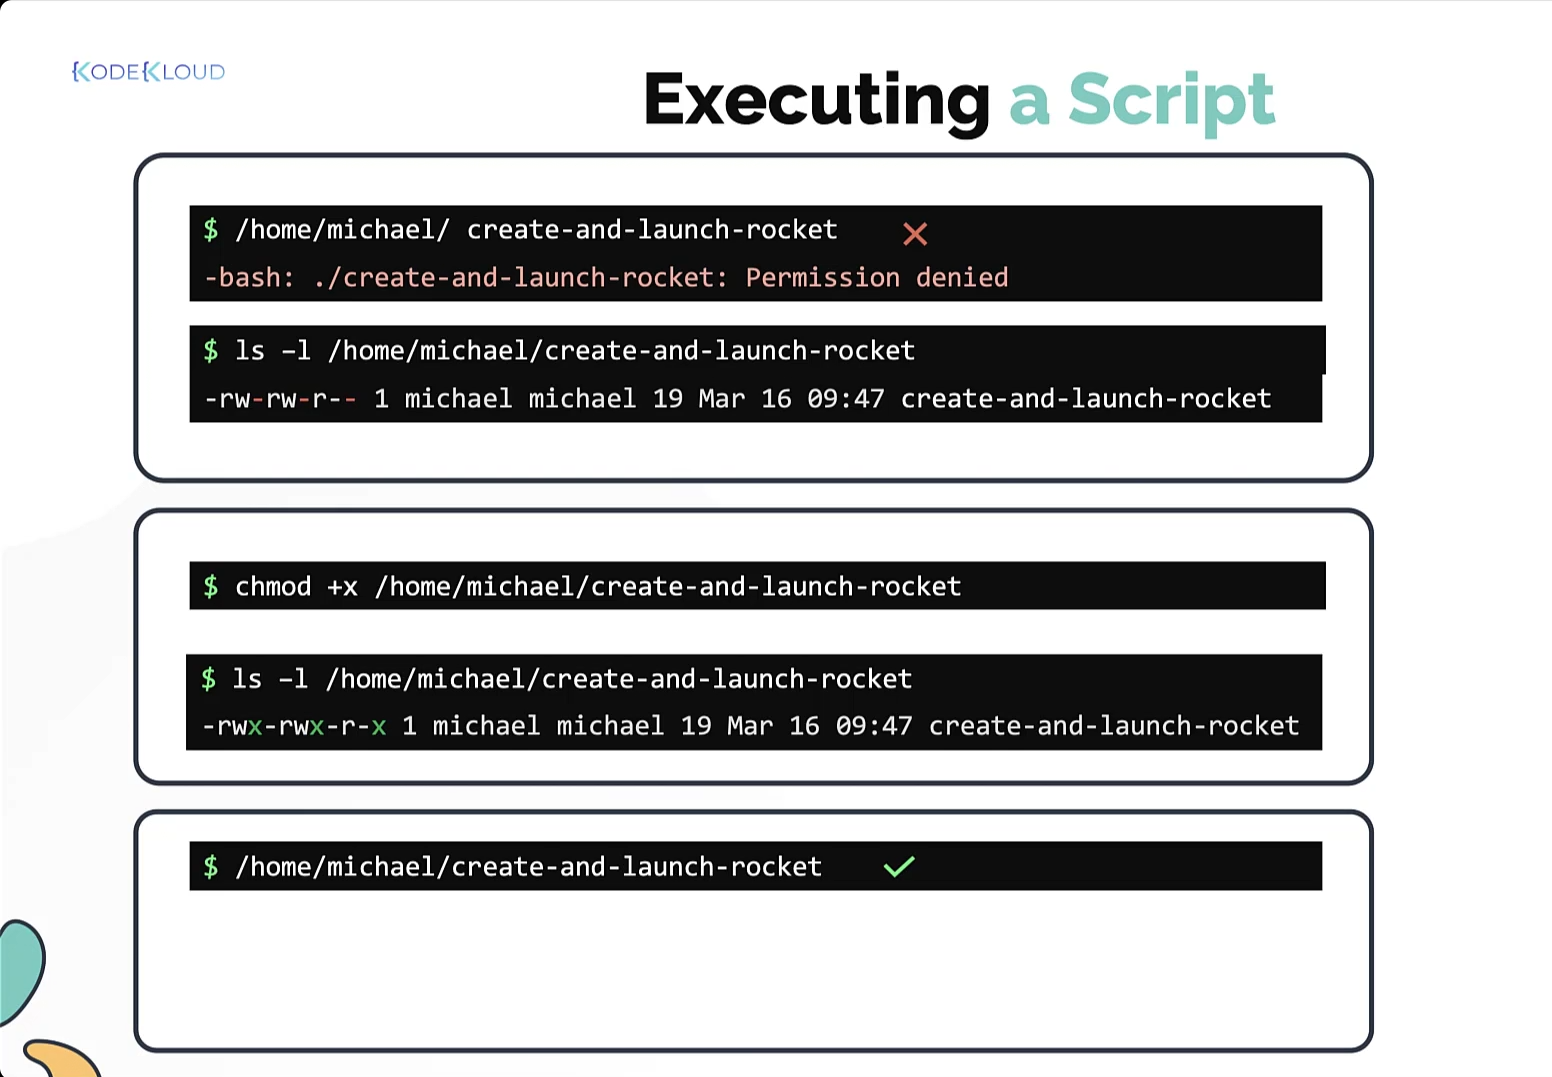 {KODE{KLOUD
Executing a Script
$ /home/michael/ create-and-launch-rocket ✕
-bash: ./create-and-launch-rocket: Permission denied
$ ls –l /home/michael/create-and-launch-rocket
-rw-rw-r-- 1 michael michael 19 Mar 16 09:47 create-and-launch-rocket
$ chmod +x /home/michael/create-and-launch-rocket
$ ls –l /home/michael/create-and-launch-rocket
-rwx-rwx-r-x 1 michael michael 19 Mar 16 09:47 create-and-launch-rocket
$ /home/michael/create-and-launch-rocket ✓